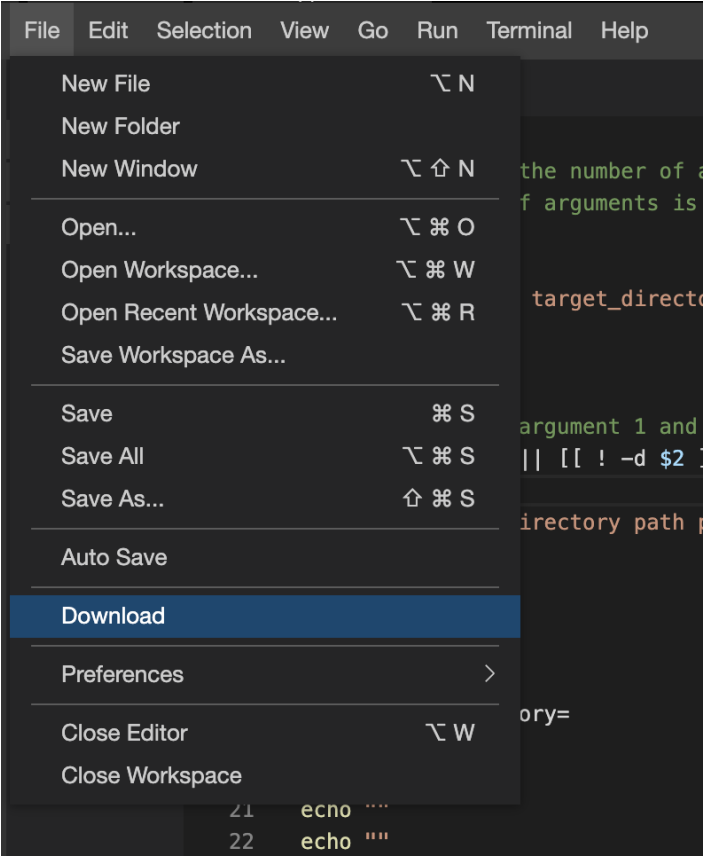 File Edit Selection View Go Run Terminal Help
New File ⌥ N
New Folder
New Window ⌥ ⇧ N
the number of
f arguments is
Open... ⌥ ⌘ O
Open Workspace... ⌥ ⌘ W
target_directo
Open Recent Workspace... ⌥ ⌘ R
Save Workspace As...
Save ⌘ S
argument 1 and
Save All ⌥ ⌘ S
|| [[ ! -d $2 ]
Save As... ⇧ ⌘ S
irectory path
Auto Save
Download
Preferences >
ory=
Close Editor ⌥ W
Close Workspace
21 echo ""
22 echo ""